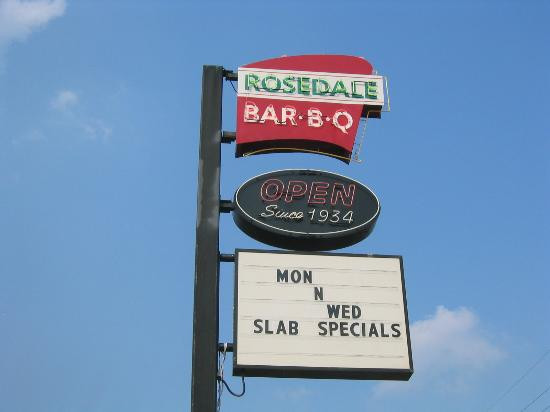 ROSEDALE
BAR·B·Q
OPEN
Since 1934
MON
N
WED
SLAB SPECIALS